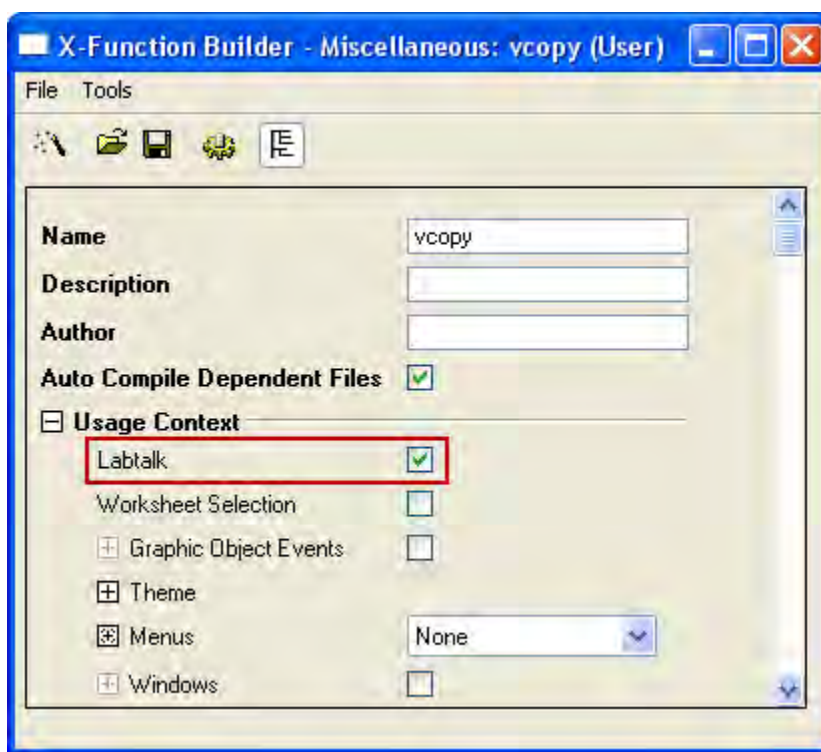 X-Function Builder - Miscellaneous: vcopy (User)
File Tools
Name vcopy
Description
Author
Auto Compile Dependent Files
Usage Context
Labtalk
Worksheet Selection
Graphic Object Events
Theme
Menus None
Windows